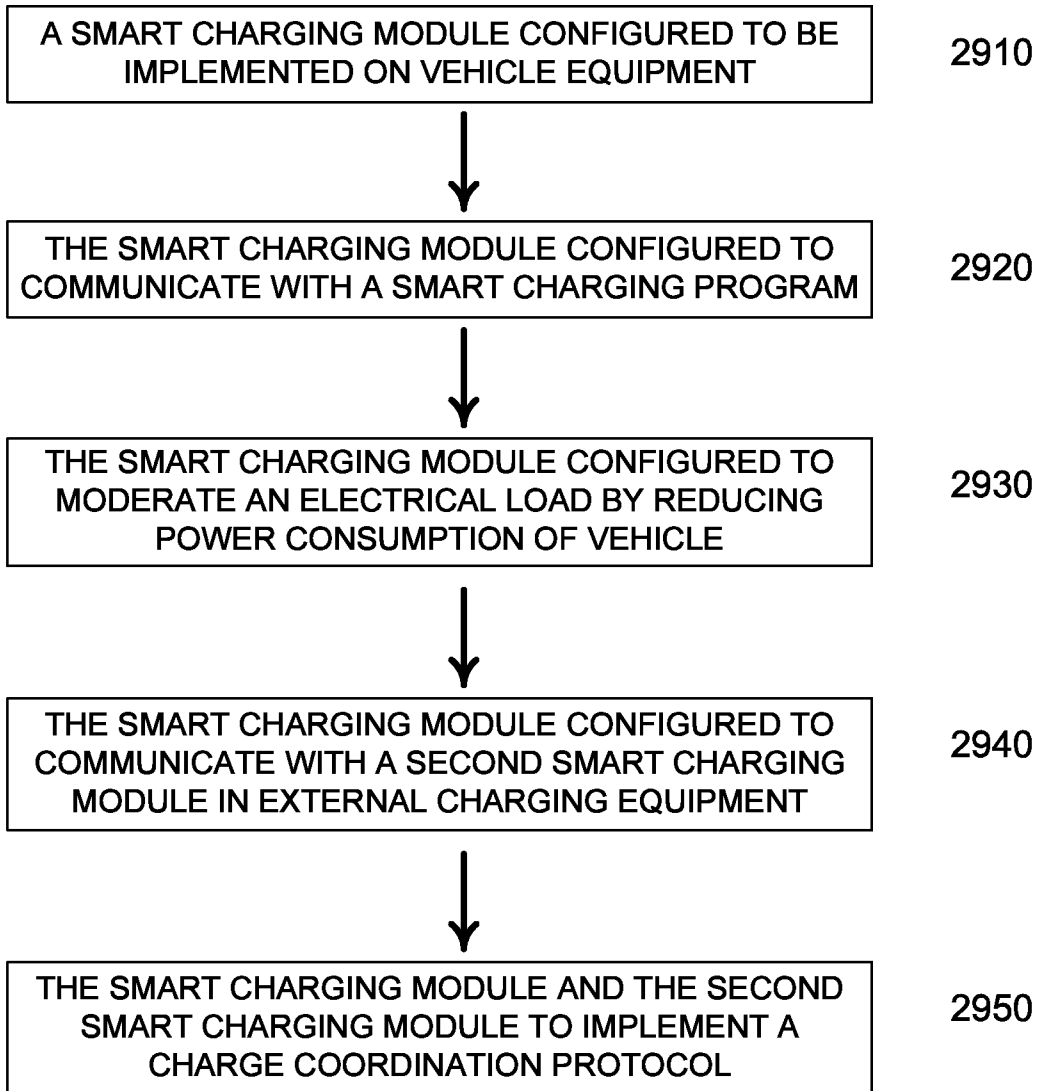 A SMART CHARGING MODULE CONFIGURED TO BE
IMPLEMENTED ON VEHICLE EQUIPMENT
2910
THE SMART CHARGING MODULE CONFIGURED TO
COMMUNICATE WITH A SMART CHARGING PROGRAM
2920
THE SMART CHARGING MODULE CONFIGURED TO
MODERATE AN ELECTRICAL LOAD BY REDUCING
POWER CONSUMPTION OF VEHICLE
2930
THE SMART CHARGING MODULE CONFIGURED TO
COMMUNICATE WITH A SECOND SMART CHARGING
MODULE IN EXTERNAL CHARGING EQUIPMENT
2940
THE SMART CHARGING MODULE AND THE SECOND
SMART CHARGING MODULE TO IMPLEMENT A
CHARGE COORDINATION PROTOCOL
2950